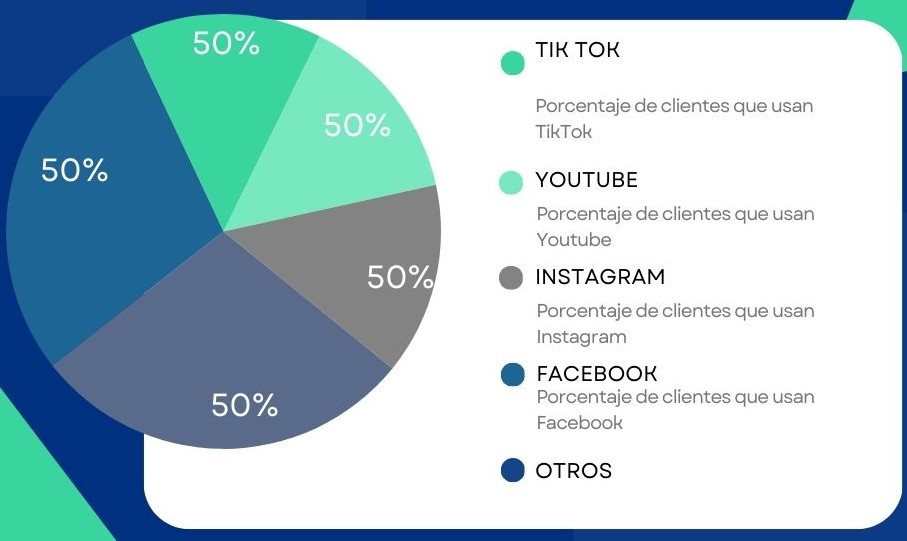 50%
50%
50%
50%
50%
TIK TOK
Porcentaje de clientes que usan
TikTok
YOUTUBE
Porcentaje de clientes que usan
Youtube
INSTAGRAM
Porcentaje de clientes que usan
Instagram
FACEBOOK
Porcentaje de clientes que usan
Facebook
OTROS